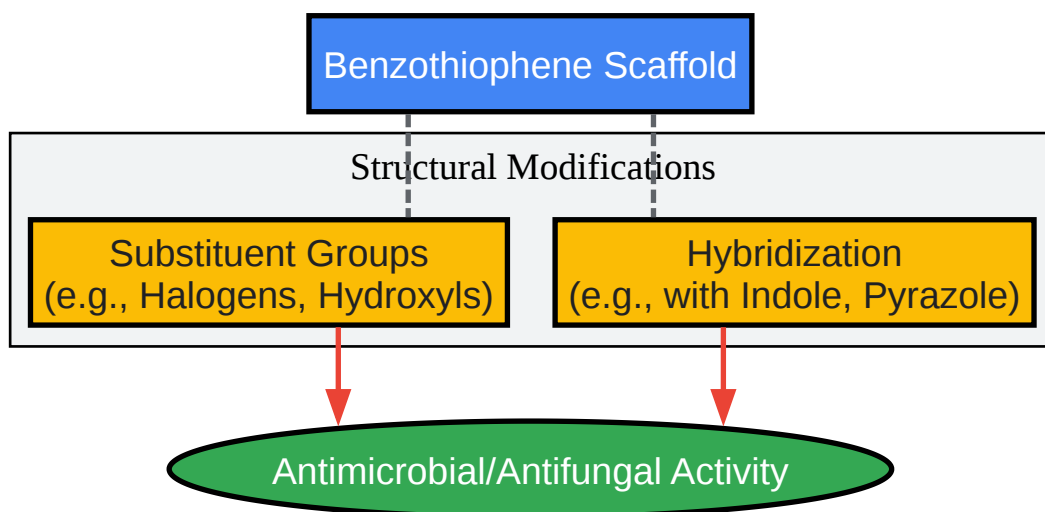 Benzothiophene Scaffold
Structural Modifications
Substituent Groups
(e.g., Halogens, Hydroxyls)
Hybridization
(e.g., with Indole, Pyrazole)
Antimicrobial/Antifungal Activity